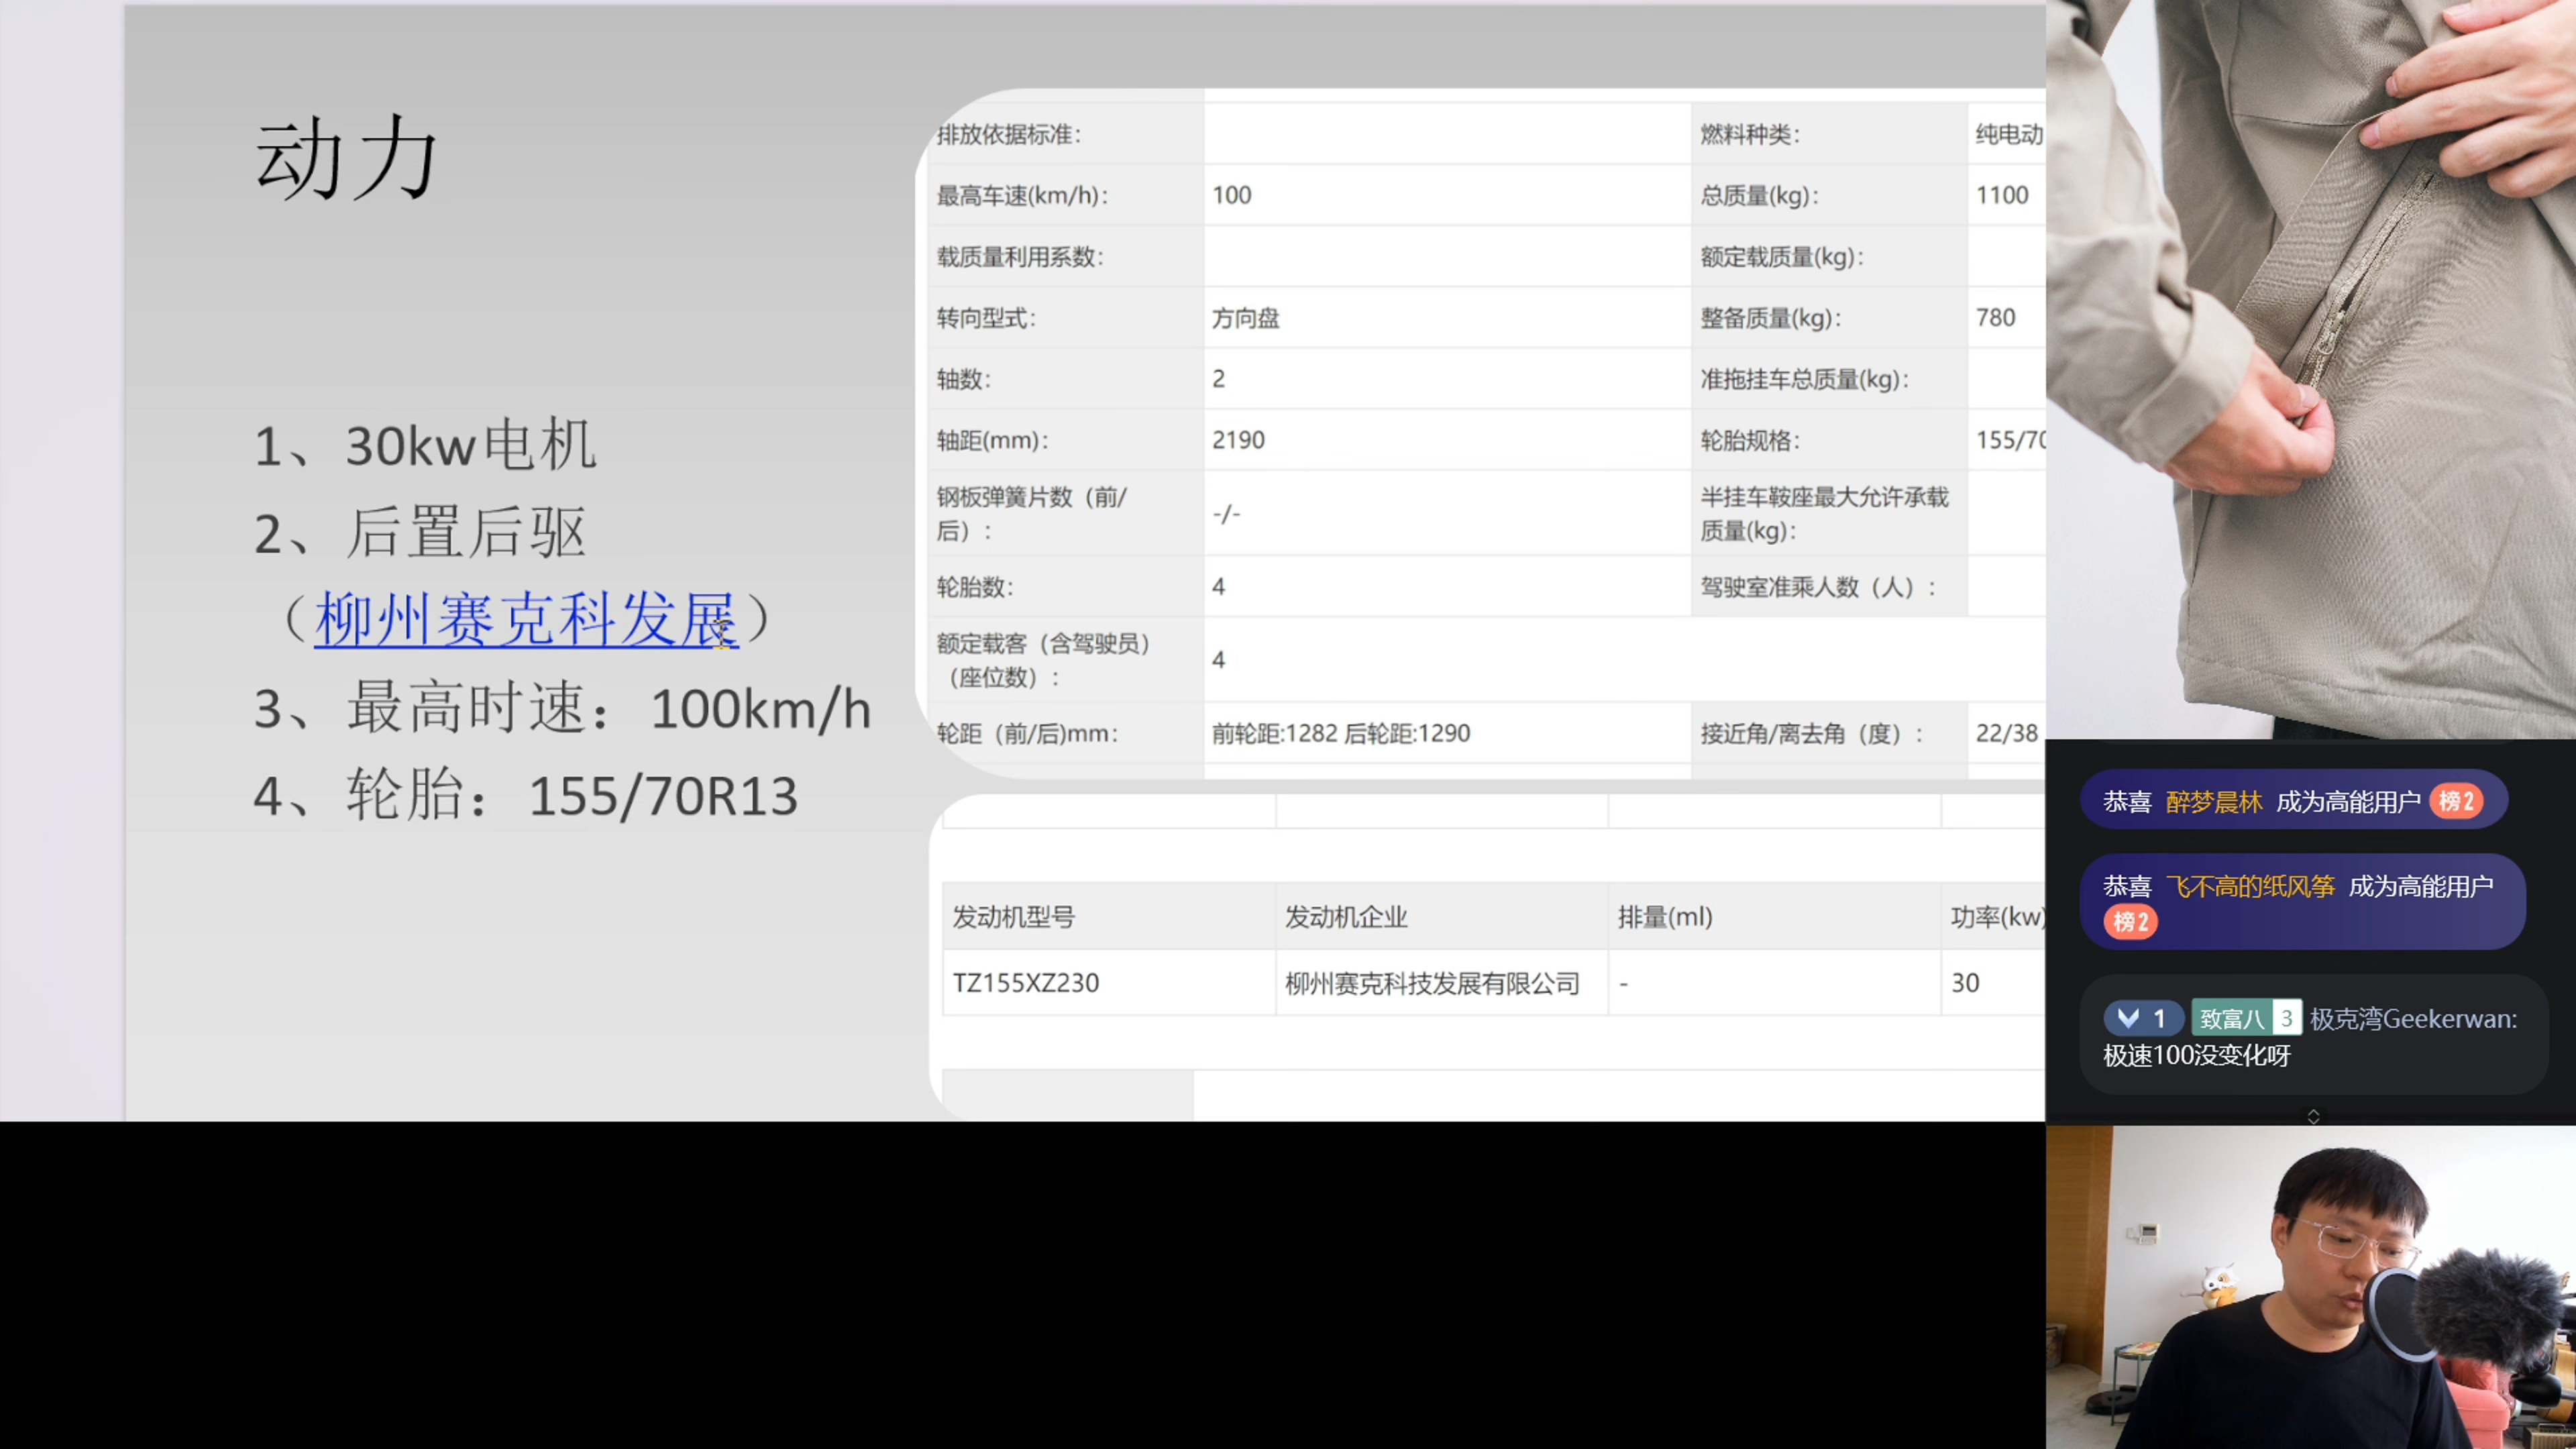 动力
1、30kw电机
2、后置后驱
（柳州赛克科发展）
3、最高时速：100km/h
4、轮胎：155/70R13
排放依据标准: 燃料种类: 纯电动
最高车速(km/h): 100 总质量(kg): 1100
载质量利用系数: 额定载质量(kg):
转向型式: 方向盘 整备质量(kg): 780
轴数: 2 准拖挂车总质量(kg):
轴距(mm): 2190 轮胎规格: 155/70
钢板弹簧片数（前/
后）: -/- 半挂车鞍座最大允许承载
质量(kg):
轮胎数: 4 驾驶室准乘人数（人）:
额定载客（含驾驶员）
（座位数）: 4
轮距（前/后)mm: 前轮距:1282 后轮距:1290 接近角/离去角（度）: 22/38
发动机型号 发动机企业 排量(ml) 功率(kw)
TZ155XZ230 柳州赛克科技发展有限公司 - 30
恭喜 醉梦晨林 成为高能用户 榜2
恭喜 飞不高的纸风筝 成为高能用户
榜2
1 致富八 3 极克湾Geekerwan:
极速100没变化呀